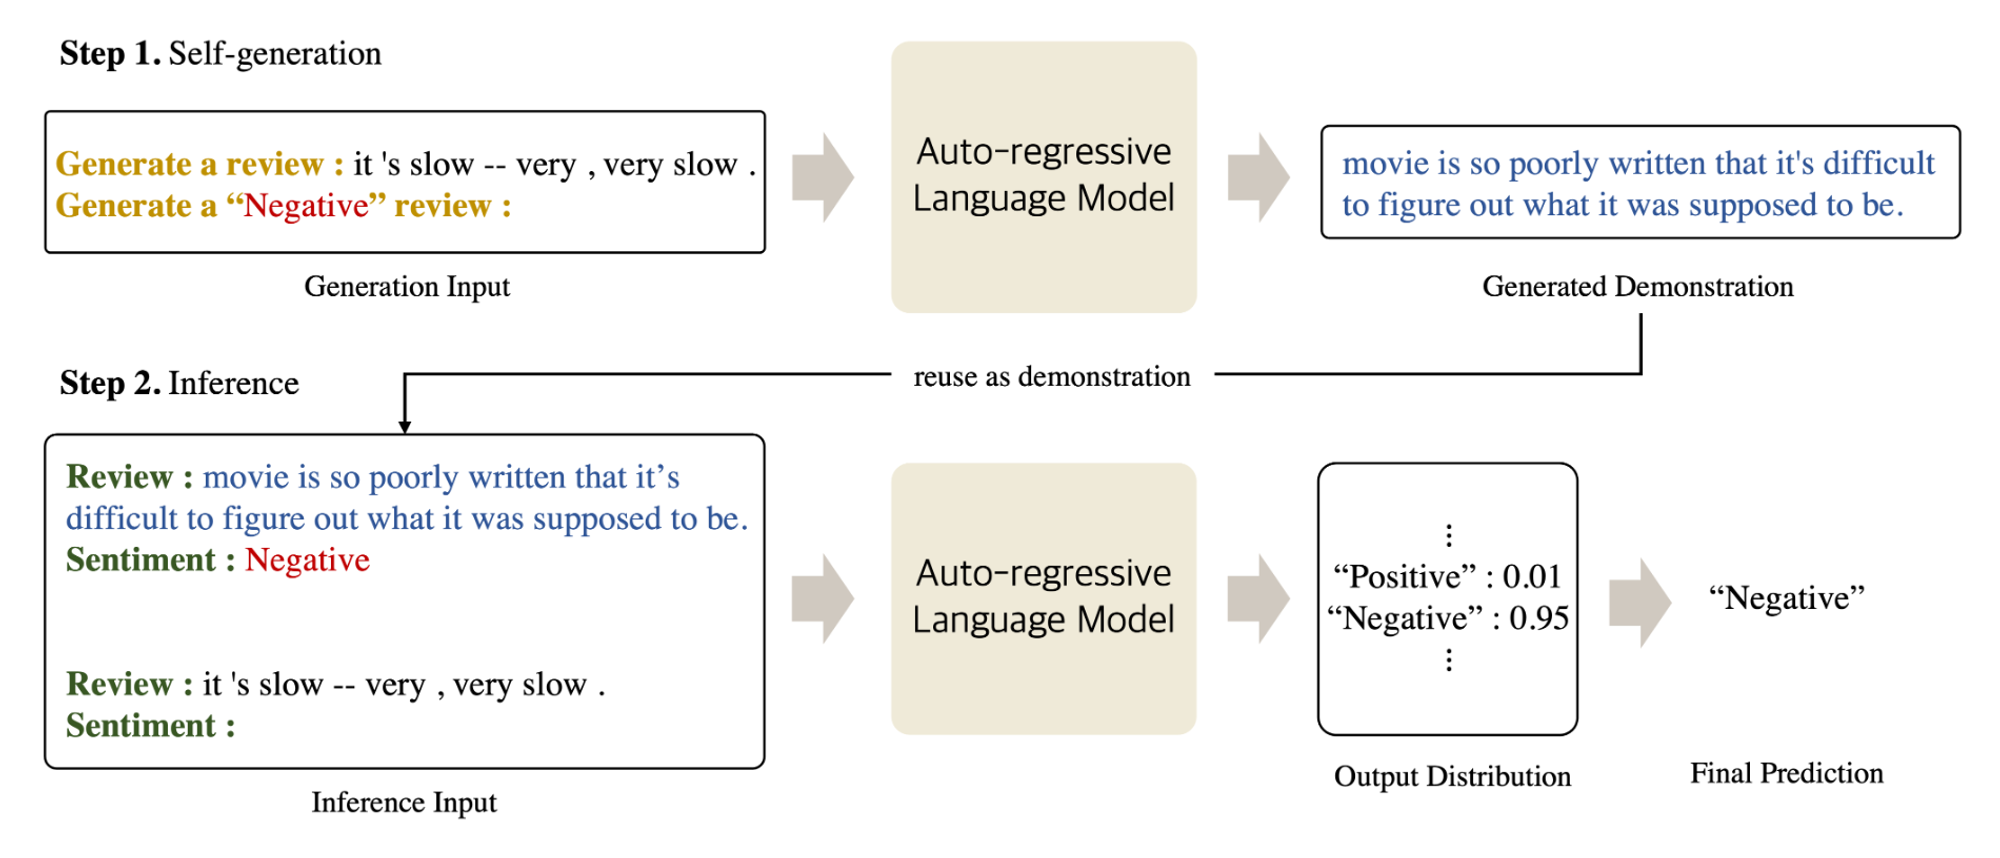 Step 1. Self-generation
Generate a review : it 's slow -- very , very slow .
Generate a “Negative” review :
Generation Input
Auto-regressive
Language Model
movie is so poorly written that it's difficult
to figure out what it was supposed to be.
Generated Demonstration
reuse as demonstration
Step 2. Inference
Review : movie is so poorly written that it’s
difficult to figure out what it was supposed to be.
Sentiment : Negative
Review : it 's slow -- very , very slow .
Sentiment :
Inference Input
Auto-regressive
Language Model
⋮
“Positive” : 0.01
“Negative” : 0.95
⋮
Output Distribution
“Negative”
Final Prediction